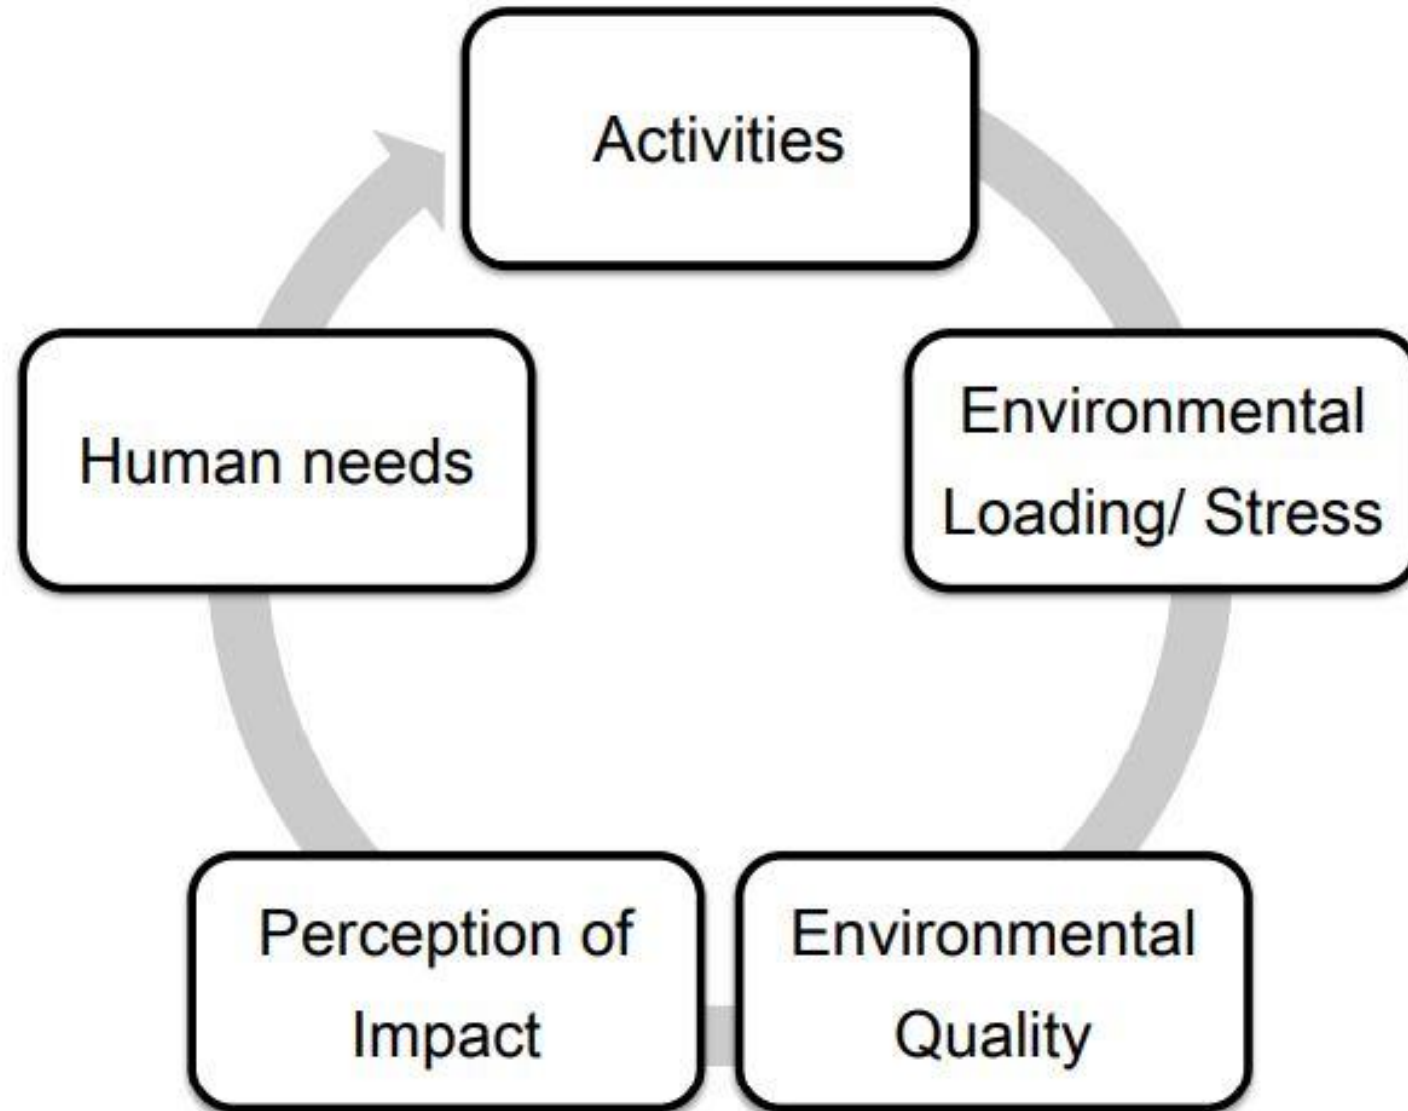 Activities
Environmental
Loading/ Stress
Environmental
Quality
Perception of
Impact
Human needs